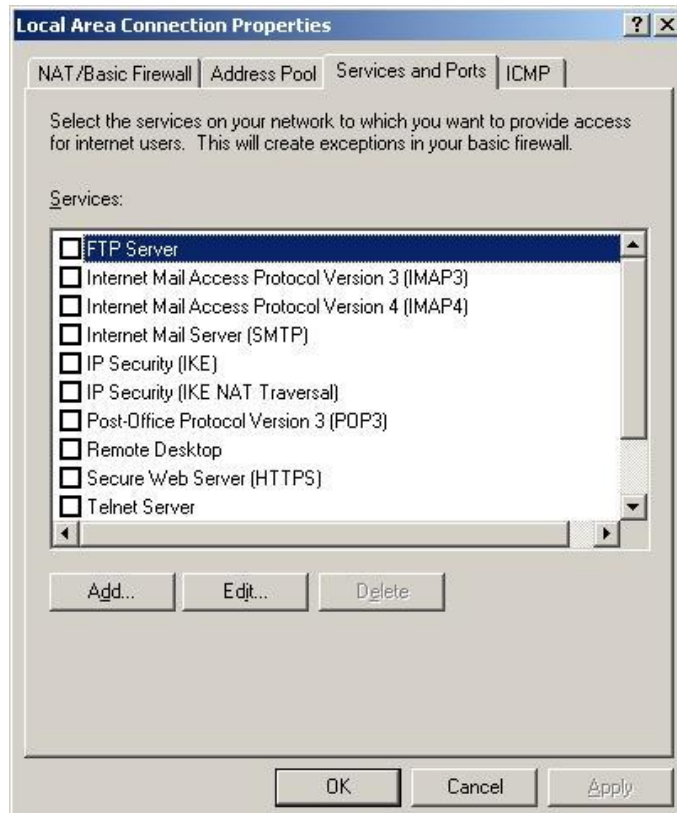 Local Area Connection Properties
NAT/Basic Firewall Address Pool Services and Ports ICMP
Select the services on your network to which you want to provide access
for internet users. This will create exceptions in your basic firewall.
Services:
FTP Server
Internet Mail Access Protocol Version 3 (IMAP3)
Internet Mail Access Protocol Version 4 (IMAP4)
Internet Mail Server (SMTP)
IP Security (IKE)
IP Security (IKE NAT Traversal)
Post-Office Protocol Version 3 (POP3)
Remote Desktop
Secure Web Server (HTTPS)
Telnet Server
Add... Edit... Delete
OK Cancel Apply